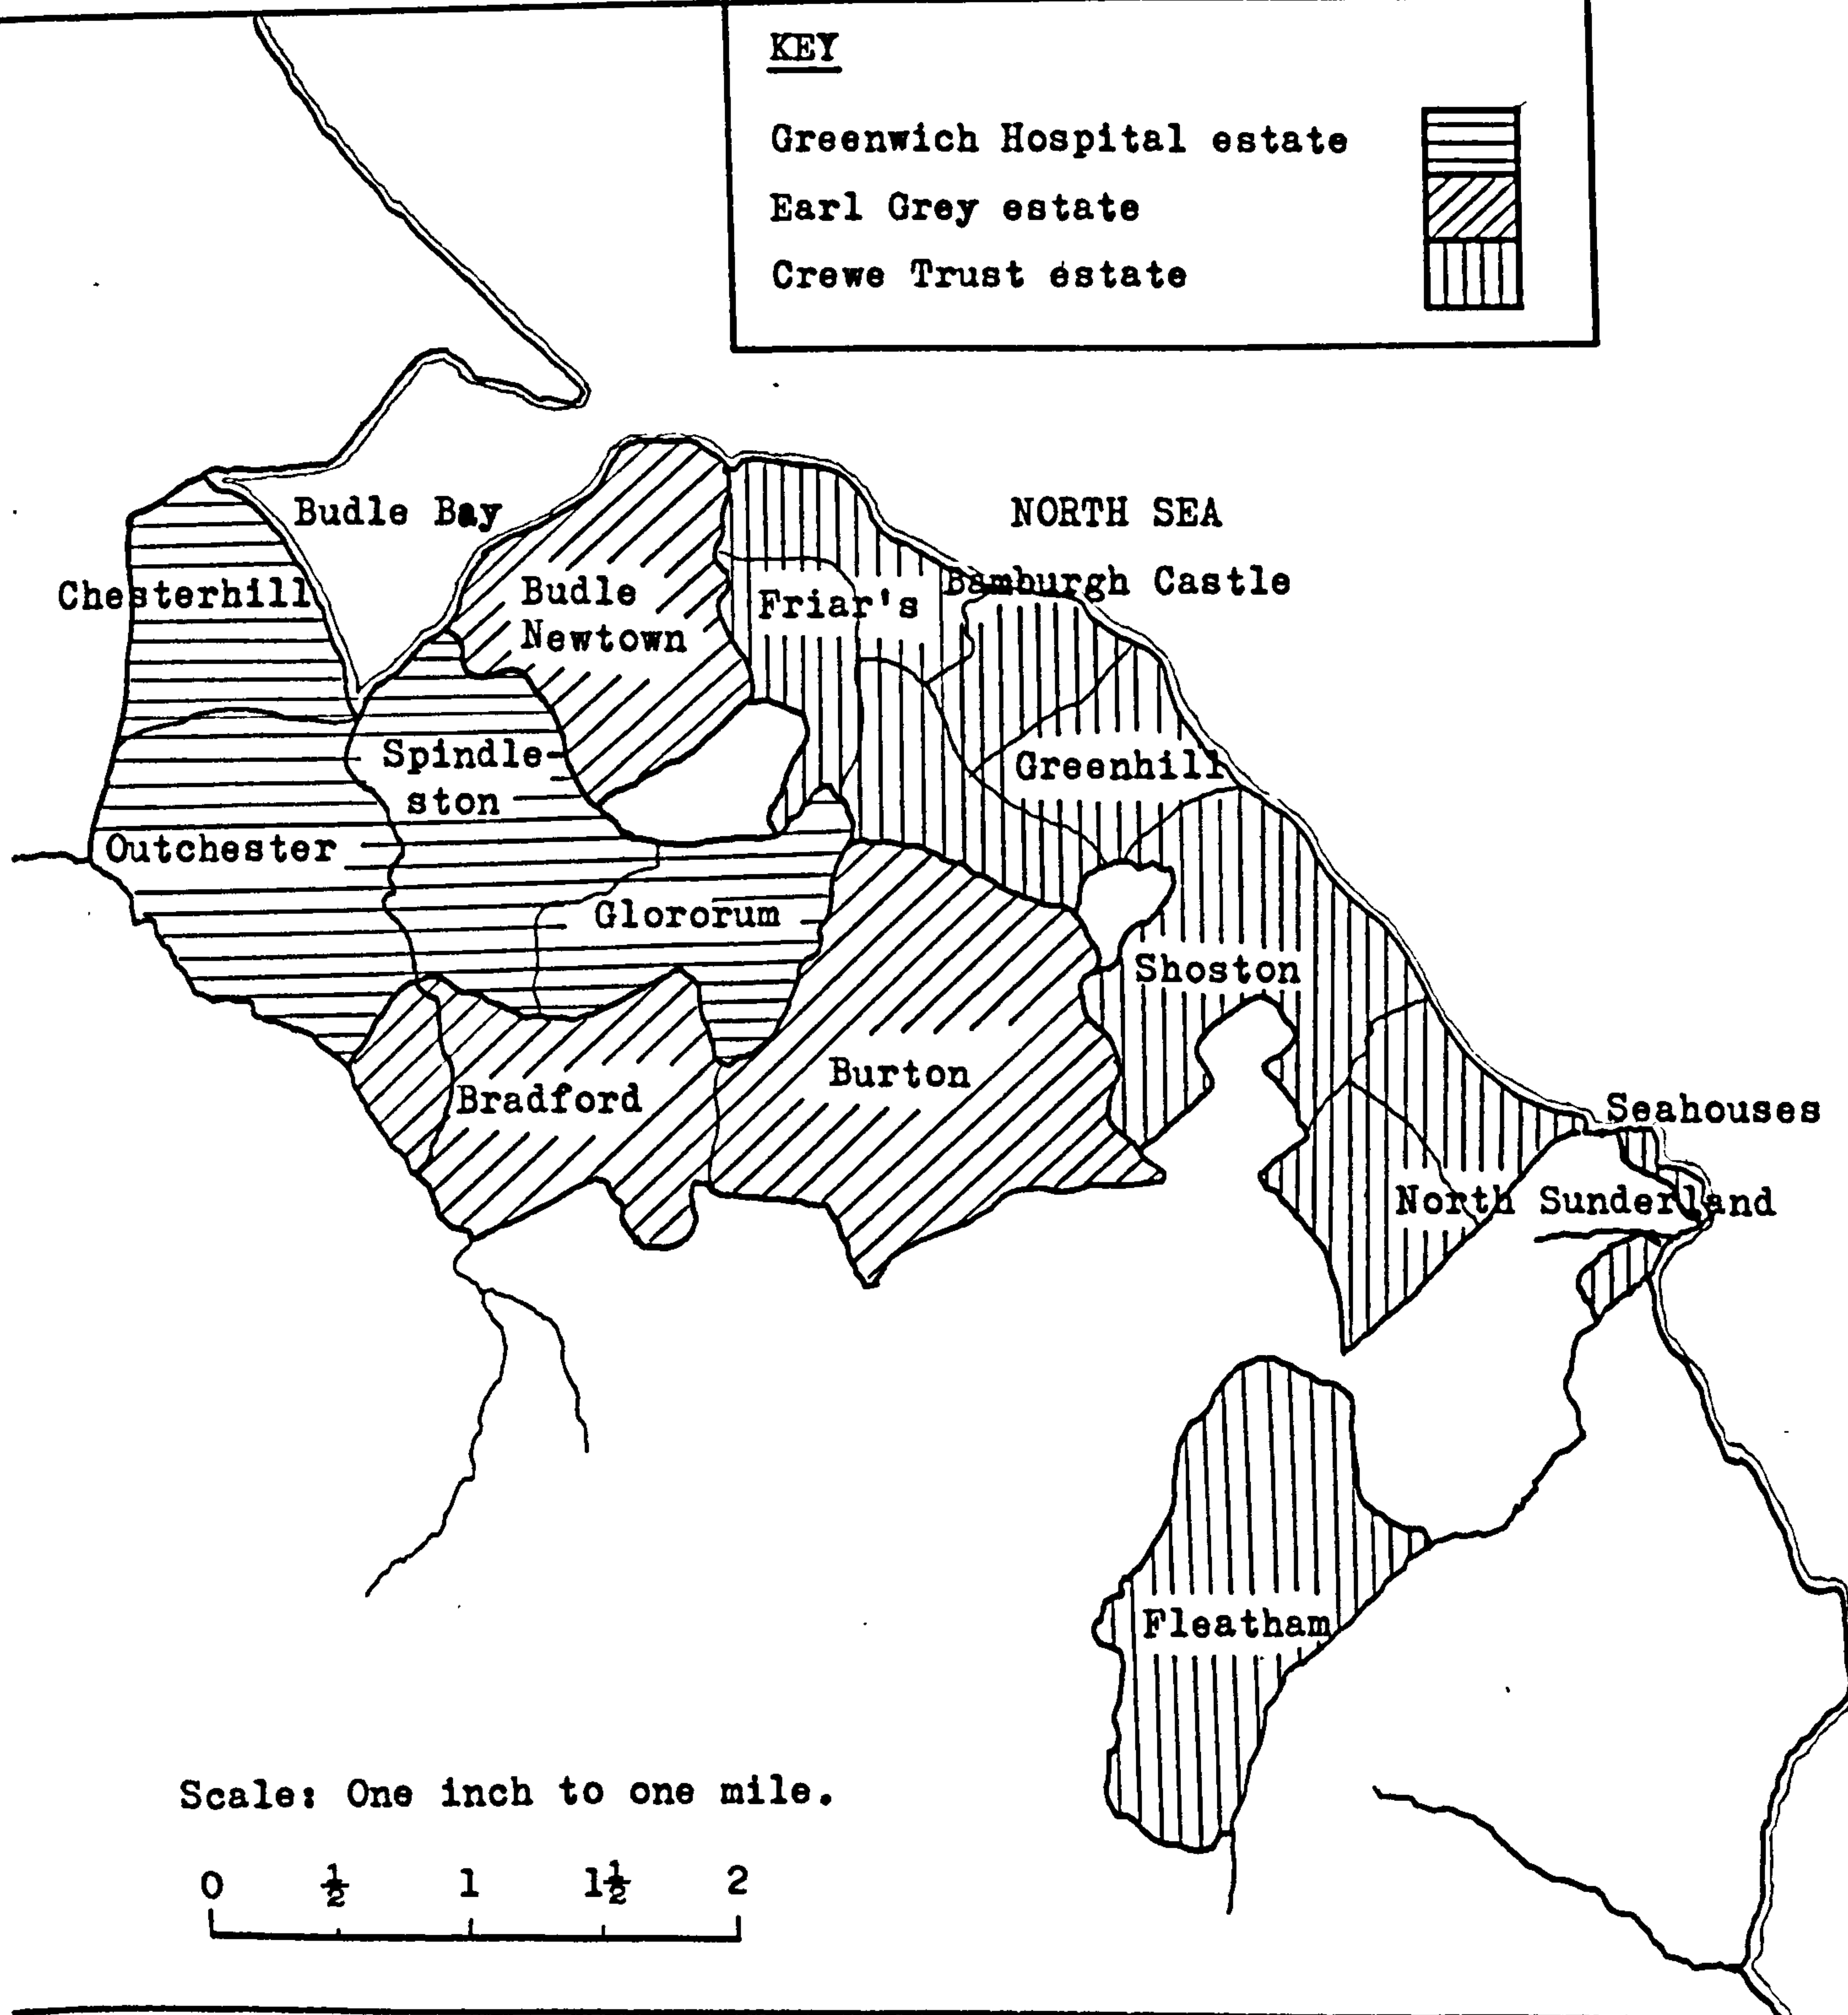 KEY
Greenwich Hospital estate
Earl Grey estate
Crewe Trust estate
Budle Bay
NORTH SEA
Bamburgh Castle
Chesterhill
Budle
Newtown
Friar's
Spindle-
ston
Greenhill
Outchester
Glororum
Shoston
Burton
Bradford
Seahouses
North Sunderland
Fleatham
Scale: One inch to one mile.
0 ½ 1 1½ 2